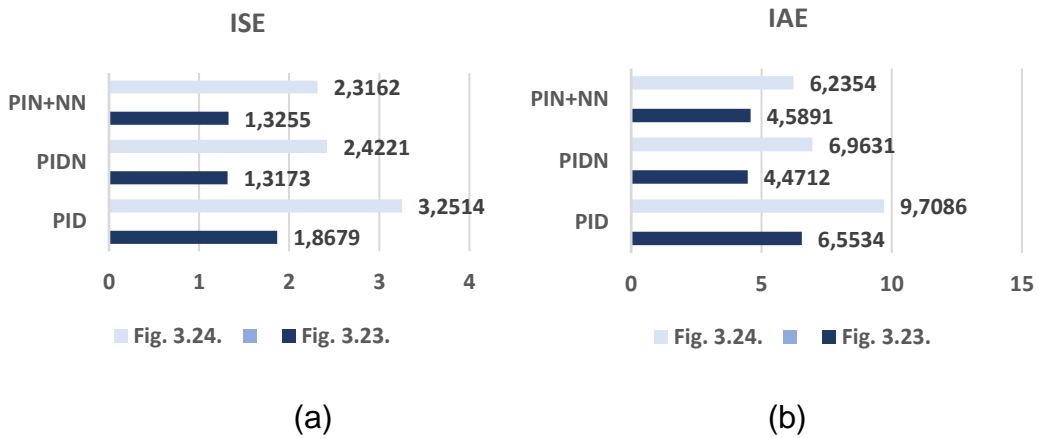 ISE
PIN+NN
2,3162
1,3255
PIDN
2,4221
1,3173
PID
3,2514
1,8679
0 1 2 3 4
Fig. 3.24. Fig. 3.23.
(a)
IAE
PIN+NN
6,2354
4,5891
PIDN
6,9631
4,4712
PID
9,7086
6,5534
0 5 10 15
Fig. 3.24. Fig. 3.23.
(b)